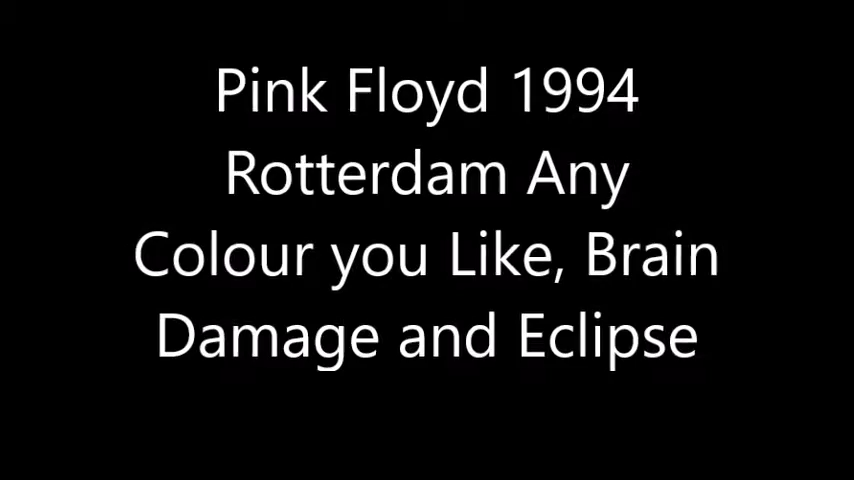 Pink Floyd 1994
Rotterdam Any
Colour you Like, Brain
Damage and Eclipse